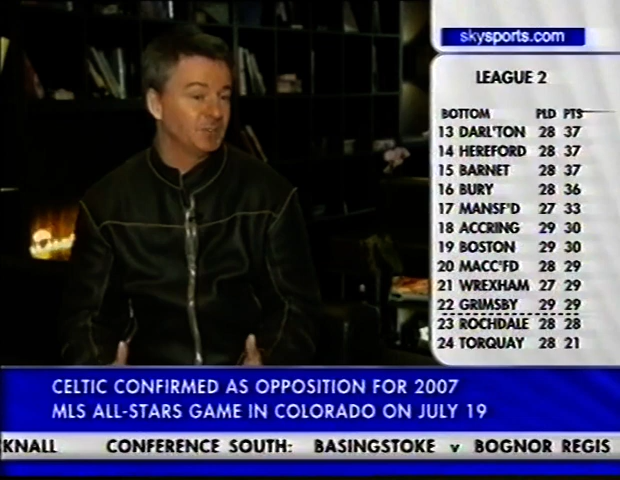 skysports.com
LEAGUE 2
BOTTOM PLD PTS
13 DARL'TON 28 37
14 HEREFORD 28 37
15 BARNET 28 37
16 BURY 28 36
17 MANSF'D 27 33
18 ACCRING 29 30
19 BOSTON 29 30
20 MACC'FD 28 29
21 WREXHAM 27 29
22 GRIMSBY 29 29
23 ROCHDALE 28 28
24 TORQUAY 28 21
CELTIC CONFIRMED AS OPPOSITION FOR 2007
MLS ALL-STARS GAME IN COLORADO ON JULY 19
CKNALL CONFERENCE SOUTH: BASINGSTOKE v BOGNOR REGIS